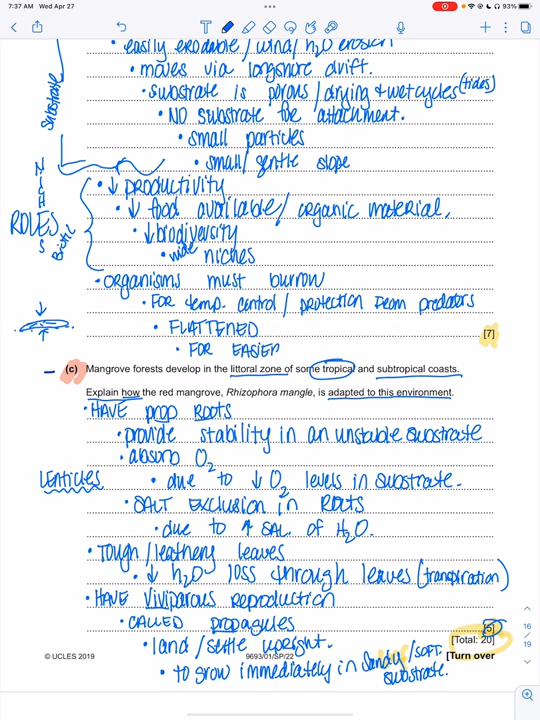 7:37 AM Wed Apr 27
93%
• easily erodable / wind / H2O erosion
• moves via longshore drift.
• substrate is porous / drying + wet cycles (tides)
• NO substrate for attachment.
• small particles
• small / gentle slope
Substrate
• ↓ PRODUCTIVITY
• ↓ food available / organic material.
• ↓ biodiversity
• niches
ROLES
• organisms must burrow
• FOR temp. control / protection from predators
• FLATTENED
• FOR EASIER
[7]
(c) Mangrove forests develop in the littoral zone of some tropical and subtropical coasts.
Explain how the red mangrove, Rhizophora mangle, is adapted to this environment.
• HAVE prop ROOTS
• provide stability in an unstable substrate
• absorb O2
LENTICLES
• due to ↓ O2 levels in substrate.
• SALT EXCLUSION in ROOTS
• due to ↑ SAL. of H2O.
• Tough / leathery leaves
• ↓ H2O loss through leaves (transpiration)
• HAVE Viviparous Reproduction
• CALLED propagules
[5]
• land / settle upright.
[Total: 20]
• to grow immediately in sandy / soft substrate.
© UCLES 2019
9693/01/SP/22
[Turn over
16
19